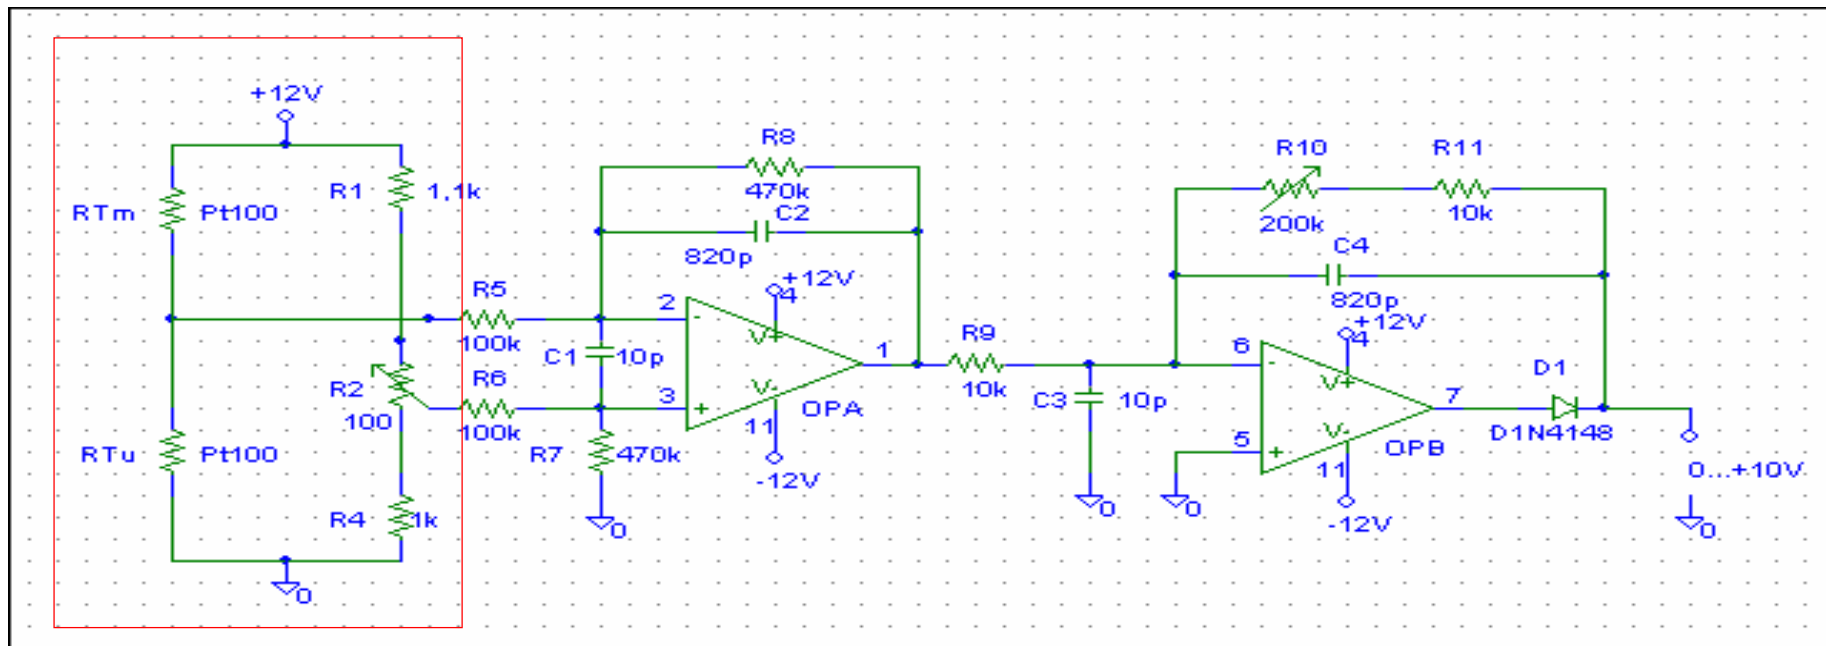 +12V
RTm
Pt100
R1
1,1k
RTu
Pt100
R2
100
R4
1k
0
R5
100k
R6
100k
C1
10p
R7
470k
0
R8
470k
C2
820p
2
-
3
+
+12V
4
V+
V-
11
-12V
OPA
1
R9
10k
C3
10p
0
0
R10
200k
R11
10k
C4
820p
+12V
4
6
-
5
+
V+
V-
11
-12V
OPB
7
D1
D1N4148
0...+10V
0